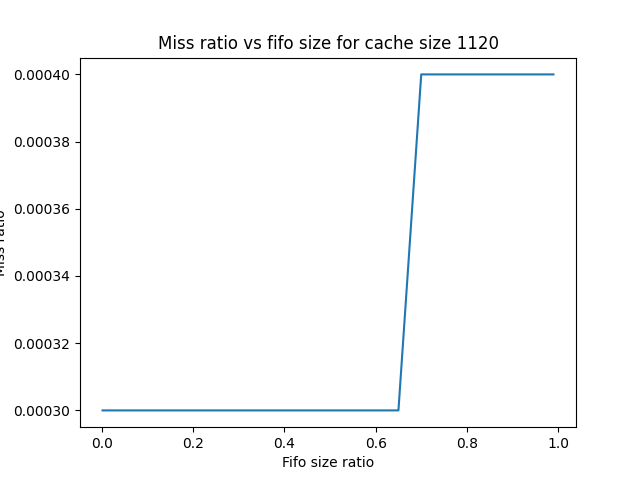 Miss ratio vs fifo size for cache size 1120
0.00040
0.00038
0.00036
0.00034
0.00032
0.00030
Miss ratio
0.0 0.2 0.4 0.6 0.8 1.0
Fifo size ratio